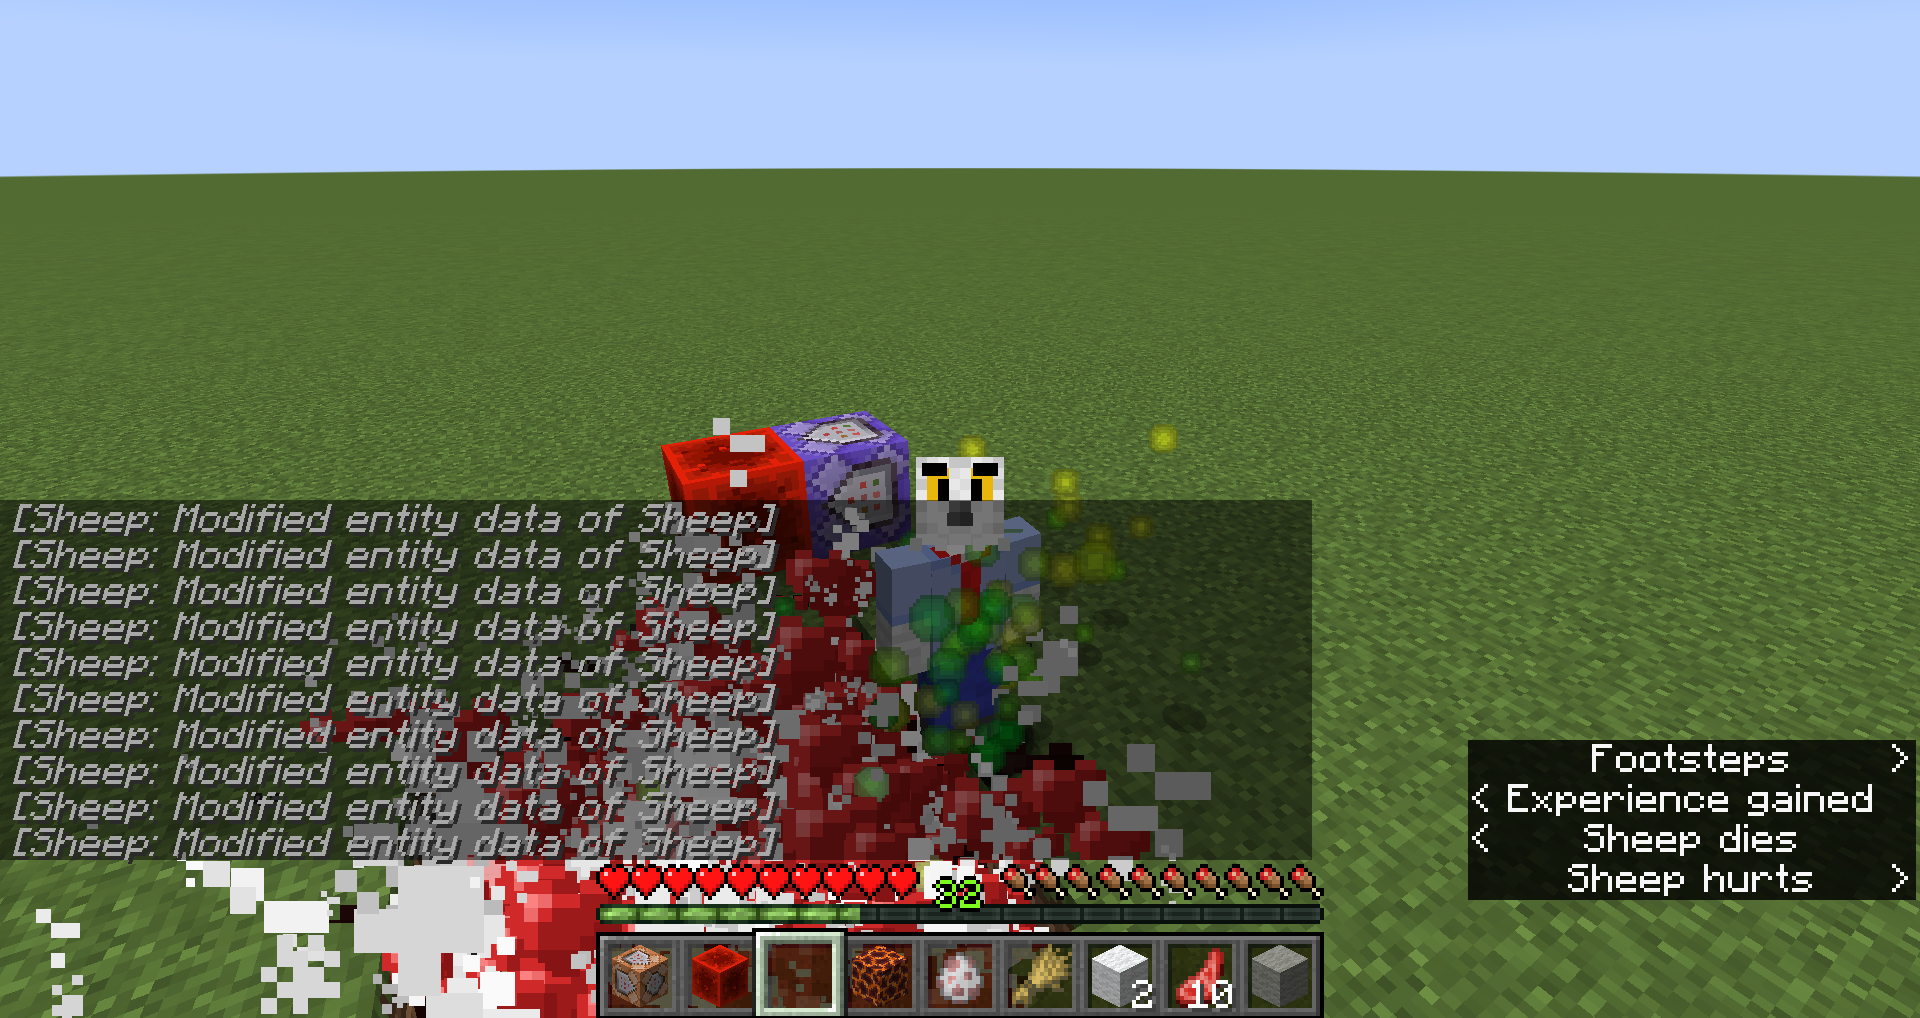 [Sheep: Modified entity data of Sheep]
[Sheep: Modified entity data of Sheep]
[Sheep: Modified entity data of Sheep]
[Sheep: Modified entity data of Sheep]
[Sheep: Modified entity data of Sheep]
[Sheep: Modified entity data of Sheep]
[Sheep: Modified entity data of Sheep]
[Sheep: Modified entity data of Sheep]
[Sheep: Modified entity data of Sheep]
[Sheep: Modified entity data of Sheep]
Footsteps >
< Experience gained
< Sheep dies
Sheep hurts >
32
2
10